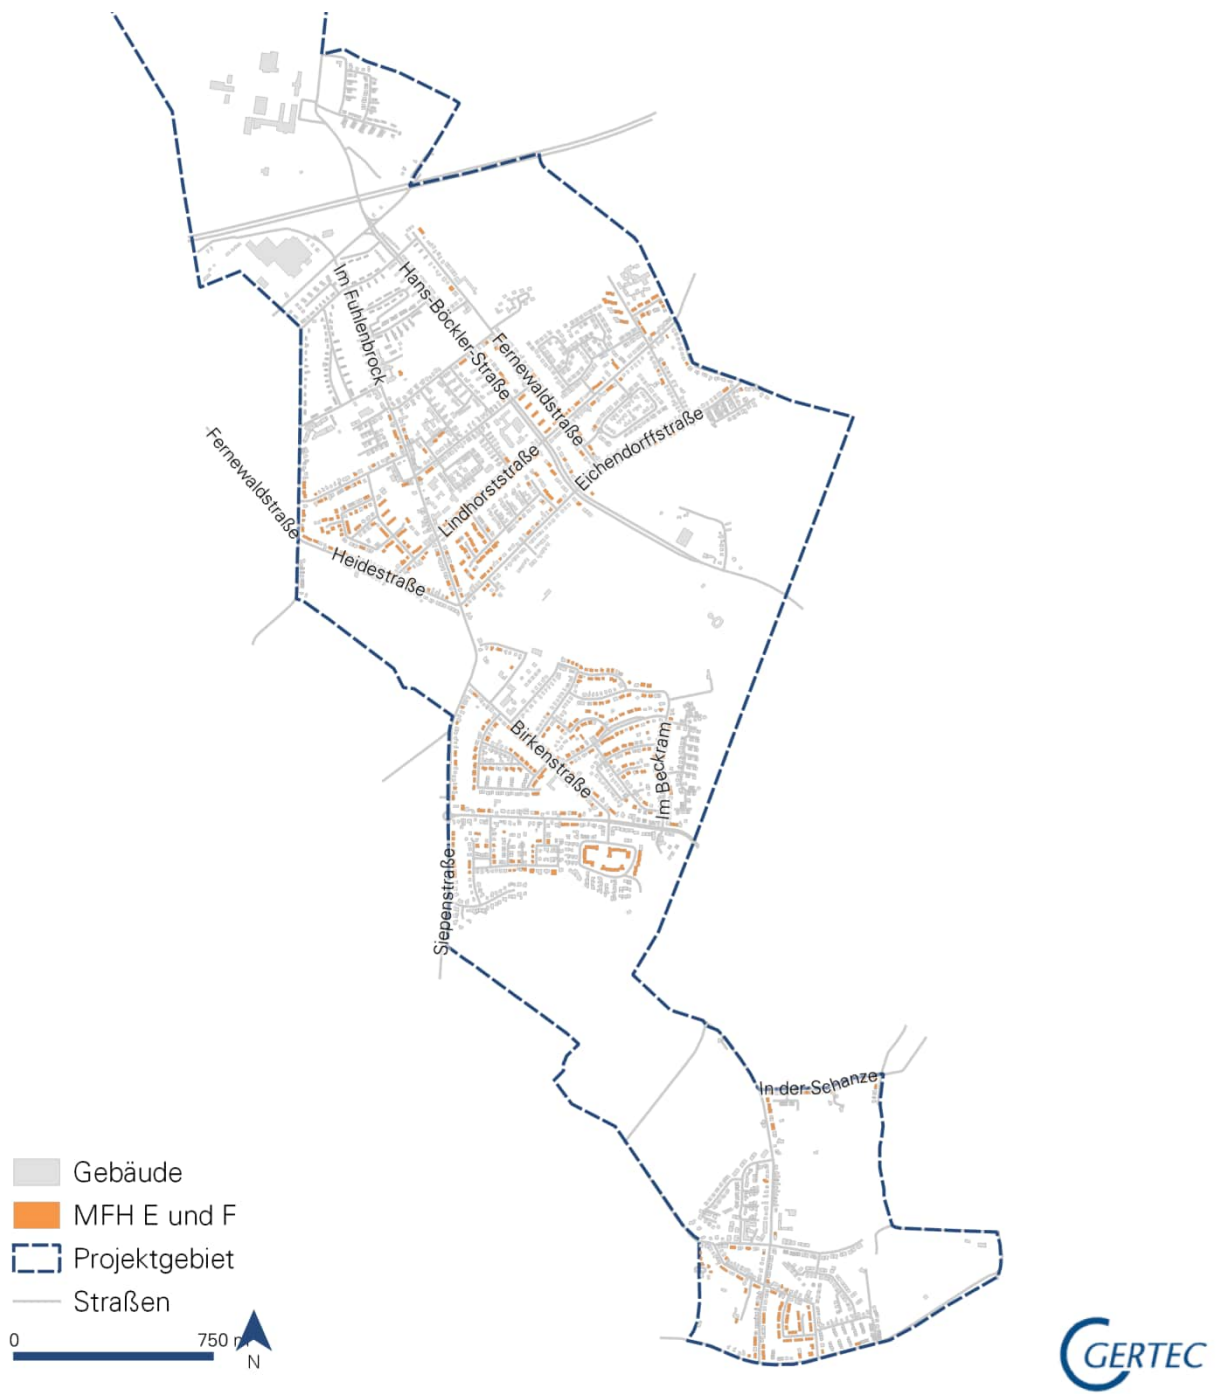 Im Fuhlenbrock
Hans-Böckler-Straße
Fernewaldstraße
Fernewaldstraße
Eichendorffstraße
Lindhorststraße
Heidestraße
Birkenstraße
Im Beckram
Siepenstraße
In-der-Schanze
Gebäude
MFH E und F
Projektgebiet
Straßen
0 750 m
N
GERTEC